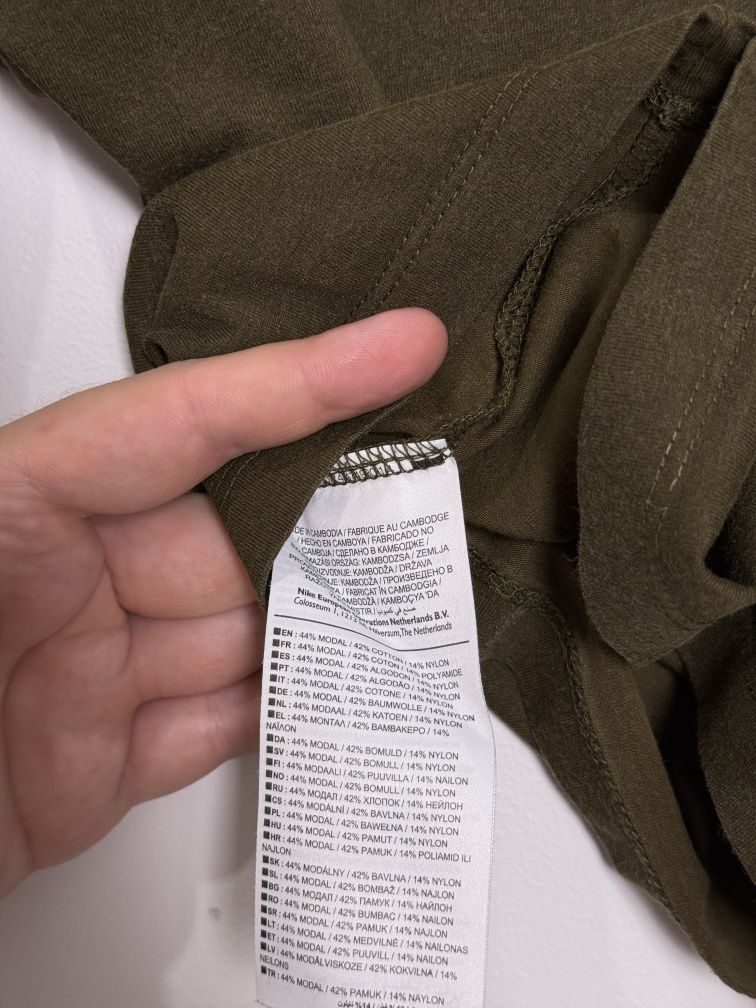 DE IN CAMBODIA / FABRIQUE AU CAMBODGE
/ HECHO EN CAMBOYA / FABRICADO NO
CAMBOJA / СДЕЛАНО В КАМБОДЖЕ /
SZÁRMAZÁSI ORSZÁG: KAMBODZSA / ZEMLJA
KAMBODŽA / DRŽAVA
KAMBODŽA / ПРОИЗВЕДЕНО В
FABRICAT ÎN CAMBODGIA /
KAMBOÇYA 'DA
صنع في كمبوديا
Nike Netherlands B.V.
Colosseum 1, 1213 The Netherlands
EN : 44% MODAL / 42% COTTON / 14% NYLON
FR : 44% MODAL / 42% COTON / 14% POLYAMIDE
ES : 44% MODAL / 42% ALGODON / 14% NYLON
PT : 44% MODAL / 42% ALGODÃO / 14% NYLON
IT : 44% MODAL / 42% COTONE / 14% NYLON
DE : 44% MODAL / 42% BAUMWOLLE / 14% NYLON
NL : 44% MODAAL / 42% KATOEN / 14% NYLON
EL : 44% ΜΟΝΤΑΛ / 42% ΒΑΜΒΑΚΕΡΟ / 14%
ΝΑΪΛΟΝ
DA : 44% MODAL / 42% BOMULD / 14% NYLON
SV : 44% MODAL / 42% BOMULL / 14% NYLON
FI : 44% MODAALI / 42% PUUVILLA / 14% NAILON
NO : 44% MODAL / 42% BOMULL / 14% NYLON
RU : 44% МОДАЛ / 42% ХЛОПОК / 14% НЕЙЛОН
CS : 44% MODÁLNÍ / 42% BAVLNA / 14% NYLON
PL : 44% MODAL / 42% BAWEŁNA / 14% NYLON
HU : 44% MODAL / 42% PAMUT / 14% NYLON
HR : 44% MODAL / 42% PAMUK / 14% POLIAMID ILI
NAJLON
SK : 44% MODÁLNY / 42% BAVLNA / 14% NYLON
SL : 44% MODAL / 42% BOMBAŽ / 14% NAJLON
BG : 44% МОДАЛ / 42% ПАМУК / 14% НАЙЛОН
RO : 44% MODAL / 42% BUMBAC / 14% NAILON
SR : 44% MODAL / 42% PAMUK / 14% NAJLON
LT : 44% MODAL / 42% MEDVILNĖ / 14% NAILONAS
ET : 44% MODAL / 42% PUUVILL / 14% NAILON
LV : 44% MODĀLVISKOZE / 42% KOKVILNA / 14%
NEILONS
TR : 44% MODAL / 42% PAMUK / 14% NAYLON